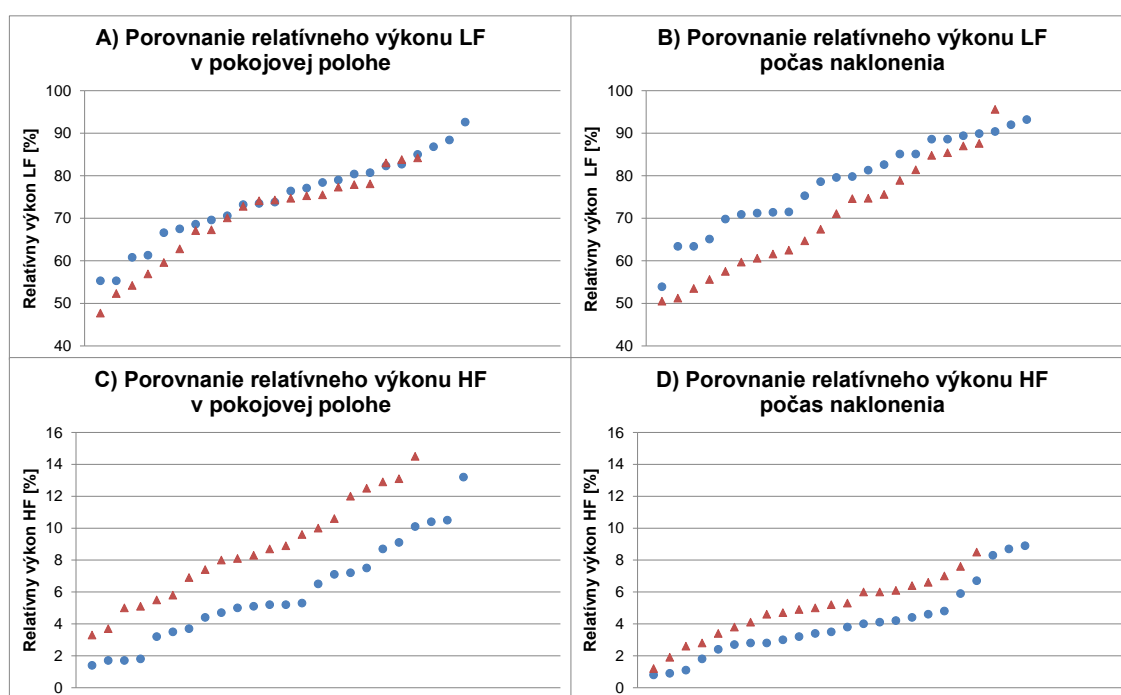 A) Porovnanie relatívneho výkonu LF
v pokojovej polohe
Relatívny výkon LF [%]
100
90
80
70
60
50
40
B) Porovnanie relatívneho výkonu LF
počas naklonenia
Relatívny výkon  LF [%]
100
90
80
70
60
50
40
C) Porovnanie relatívneho výkonu HF
v pokojovej polohe
Relatívny výkon HF [%]
16
14
12
10
8
6
4
2
0
D) Porovnanie relatívneho výkonu HF
počas naklonenia
Relatívny výkon HF [%]
16
14
12
10
8
6
4
2
0